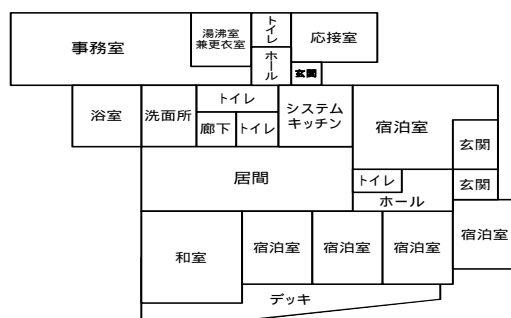 事務室
湯沸室
兼更衣室
トイレ
ホール
応接室
玄関
浴室
洗面所
トイレ
廊下
トイレ
システム
キッチン
宿泊室
玄関
居間
トイレ
玄関
ホール
和室
宿泊室
宿泊室
宿泊室
宿泊室
デッキ